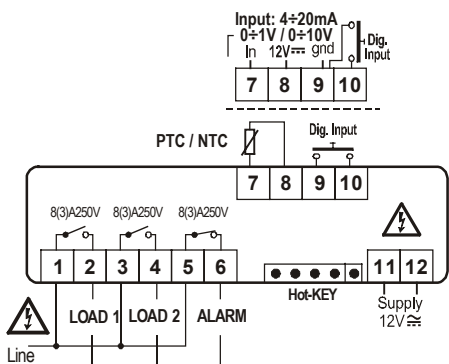 Input: 4÷20mA
0÷1V / 0÷10V
In 12V⎓ gnd
Dig.
Input
7 8 9 10
PTC / NTC
Dig. Input
7 8 9 10
8(3)A250V 8(3)A250V 8(3)A250V
1 2 3 4 5 6
11 12
Hot-KEY
Supply
12V≂
LOAD 1 LOAD 2 ALARM
Line